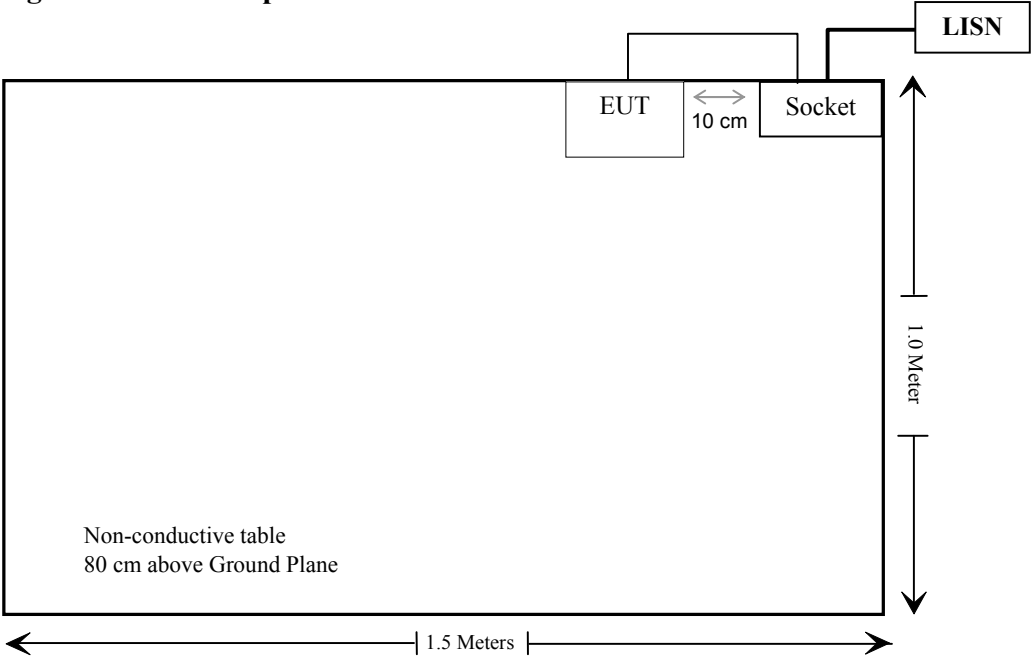 LISN
EUT
10 cm
Socket
1.0 Meter
Non-conductive table
80 cm above Ground Plane
1.5 Meters